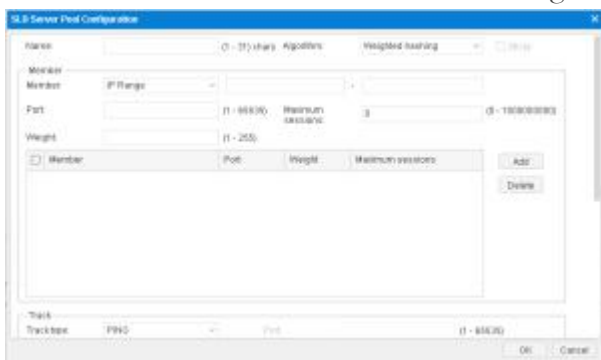 SLB Server Pool Configuration
Name: (1 - 31) chars Algorithm: Weighted hashing Sticky
Member
Member: IP Range -
Port: (1 - 65535) Maximum sessions: 0 (0 - 1000000000)
Weight: (1 - 255)
Member Port Weight Maximum sessions
Add
Delete
Track
Track type: PING Port: (1 - 65535)
OK Cancel